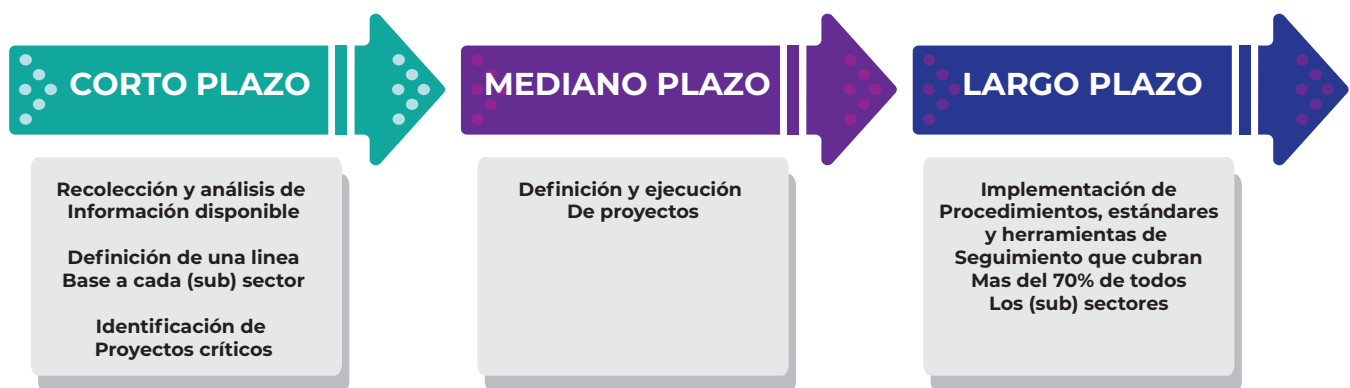 CORTO PLAZO
Recolección y análisis de
Información disponible
Definición de una linea
Base a cada (sub) sector
Identificación de
Proyectos críticos
MEDIANO PLAZO
Definición y ejecución
De proyectos
LARGO PLAZO
Implementación de
Procedimientos, estándares
y herramientas de
Seguimiento que cubran
Mas del 70% de todos
Los (sub) sectores